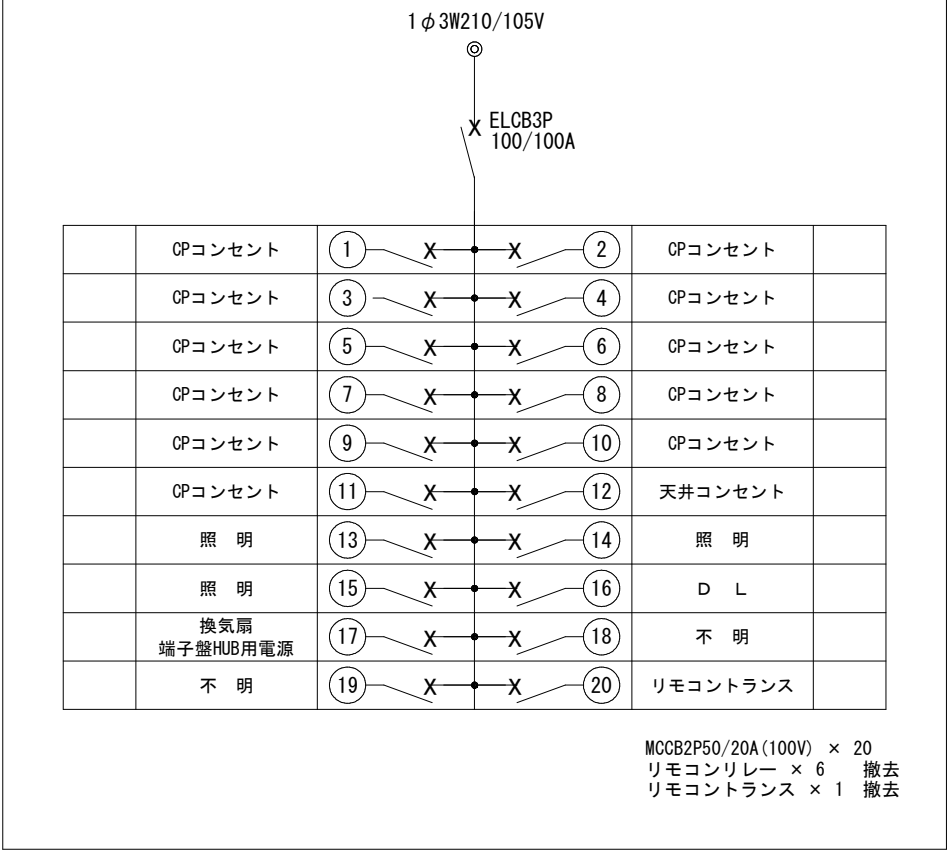 1φ3W210/105V
ELCB3P
100/100A
CPコンセント 1 2 CPコンセント
CPコンセント 3 4 CPコンセント
CPコンセント 5 6 CPコンセント
CPコンセント 7 8 CPコンセント
CPコンセント 9 10 CPコンセント
CPコンセント 11 12 天井コンセント
照 明 13 14 照 明
照 明 15 16 D L
換気扇
端子盤HUB用電源 17 18 不 明
不 明 19 20 リモコントランス
MCCB2P50/20A(100V) × 20
リモコンリレー × 6 撤去
リモコントランス × 1 撤去